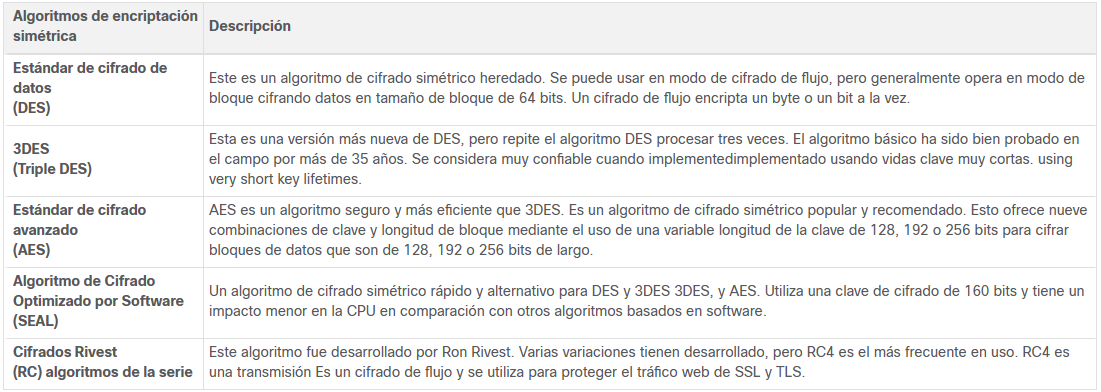 Algoritmos de encriptación
simétrica
Descripción
Estándar de cifrado de
datos
(DES)
Este es un algoritmo de cifrado simétrico heredado. Se puede usar en modo de cifrado de flujo, pero generalmente opera en modo de
bloque cifrando datos en tamaño de bloque de 64 bits. Un cifrado de flujo encripta un byte o un bit a la vez.
3DES
(Triple DES)
Esta es una versión más nueva de DES, pero repite el algoritmo DES procesar tres veces. El algoritmo básico ha sido bien probado en
el campo por más de 35 años. Se considera muy confiable cuando implementedimplementado usando vidas clave muy cortas. using
very short key lifetimes.
Estándar de cifrado
avanzado
(AES)
AES es un algoritmo seguro y más eficiente que 3DES. Es un algoritmo de cifrado simétrico popular y recomendado. Esto ofrece nueve
combinaciones de clave y longitud de bloque mediante el uso de una variable longitud de la clave de 128, 192 o 256 bits para cifrar
bloques de datos que son de 128, 192 o 256 bits de largo.
Algoritmo de Cifrado
Optimizado por Software
(SEAL)
Un algoritmo de cifrado simétrico rápido y alternativo para DES y 3DES 3DES, y AES. Utiliza una clave de cifrado de 160 bits y tiene un
impacto menor en la CPU en comparación con otros algoritmos basados en software.
Cifrados Rivest
(RC) algoritmos de la serie
Este algoritmo fue desarrollado por Ron Rivest. Varias variaciones tienen desarrollado, pero RC4 es el más frecuente en uso. RC4 es
una transmisión Es un cifrado de flujo y se utiliza para proteger el tráfico web de SSL y TLS.